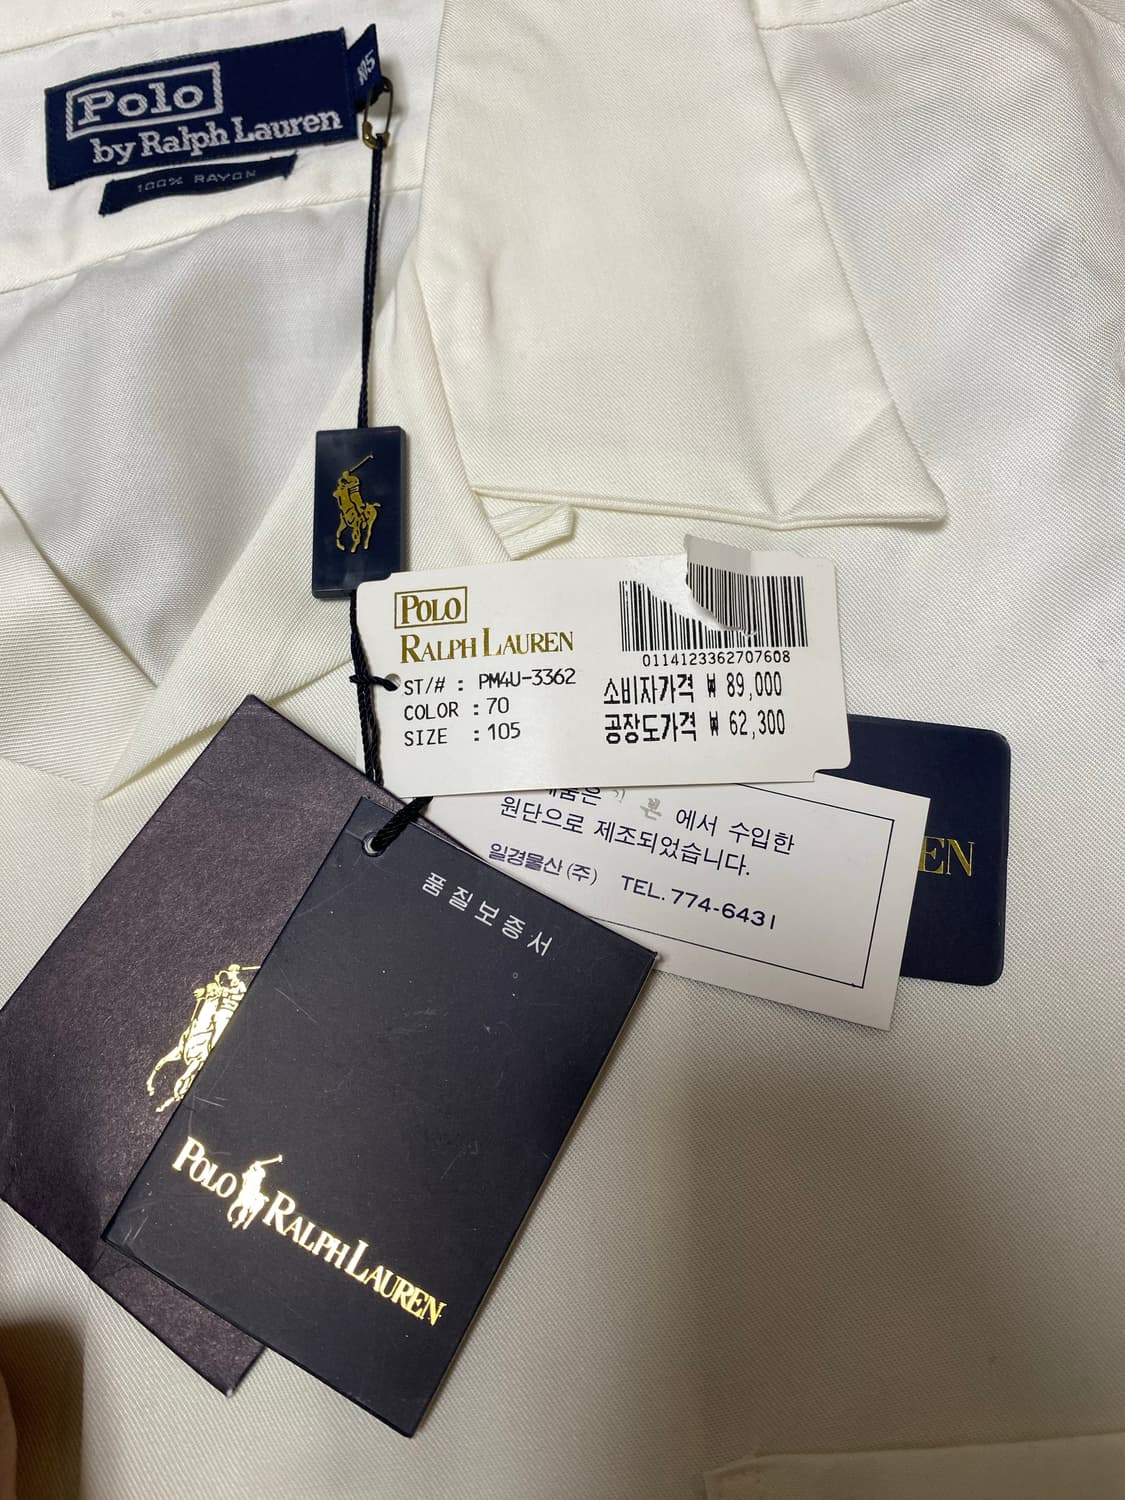 Polo
by Ralph Lauren
105
100% RAYON
POLO
RALPH LAUREN
0114123362707608
ST/# : PM4U-3362
COLOR : 70
SIZE : 105
소비자가격 ₩ 89,000
공장도가격 ₩ 62,300
품은 에서 수입한
원단으로 제조되었습니다.
일경물산(주) TEL. 774-6431
EN
품질보증서
POLO RALPH LAUREN